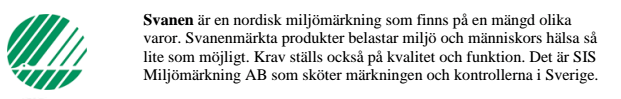 Svanen är en nordisk miljömärkning som finns på en mängd olika
varor. Svanenmärkta produkter belastar miljö och människors hälsa så
lite som möjligt. Krav ställs också på kvalitet och funktion. Det är SIS
Miljömärkning AB som sköter märkningen och kontrollerna i Sverige.